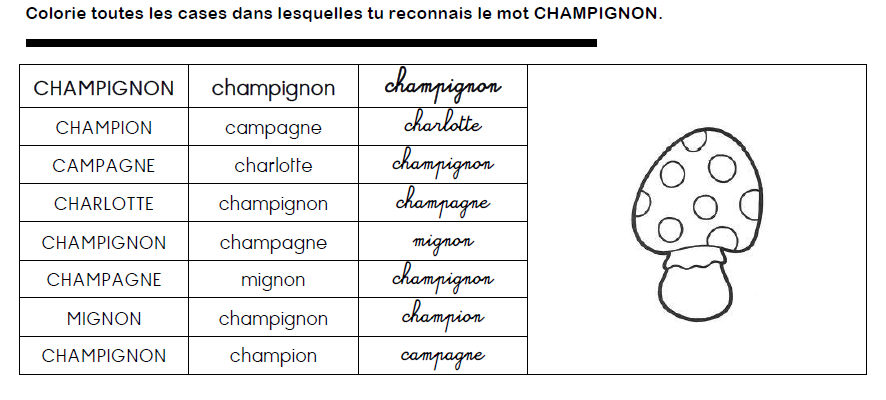 Colorie toutes les cases dans lesquelles tu reconnais le mot CHAMPIGNON.
CHAMPIGNON champignon champignon
CHAMPION campagne charlotte
CAMPAGNE charlotte champignon
CHARLOTTE champignon champagne
CHAMPIGNON champagne mignon
CHAMPAGNE mignon champignon
MIGNON champignon champion
CHAMPIGNON champion campagne